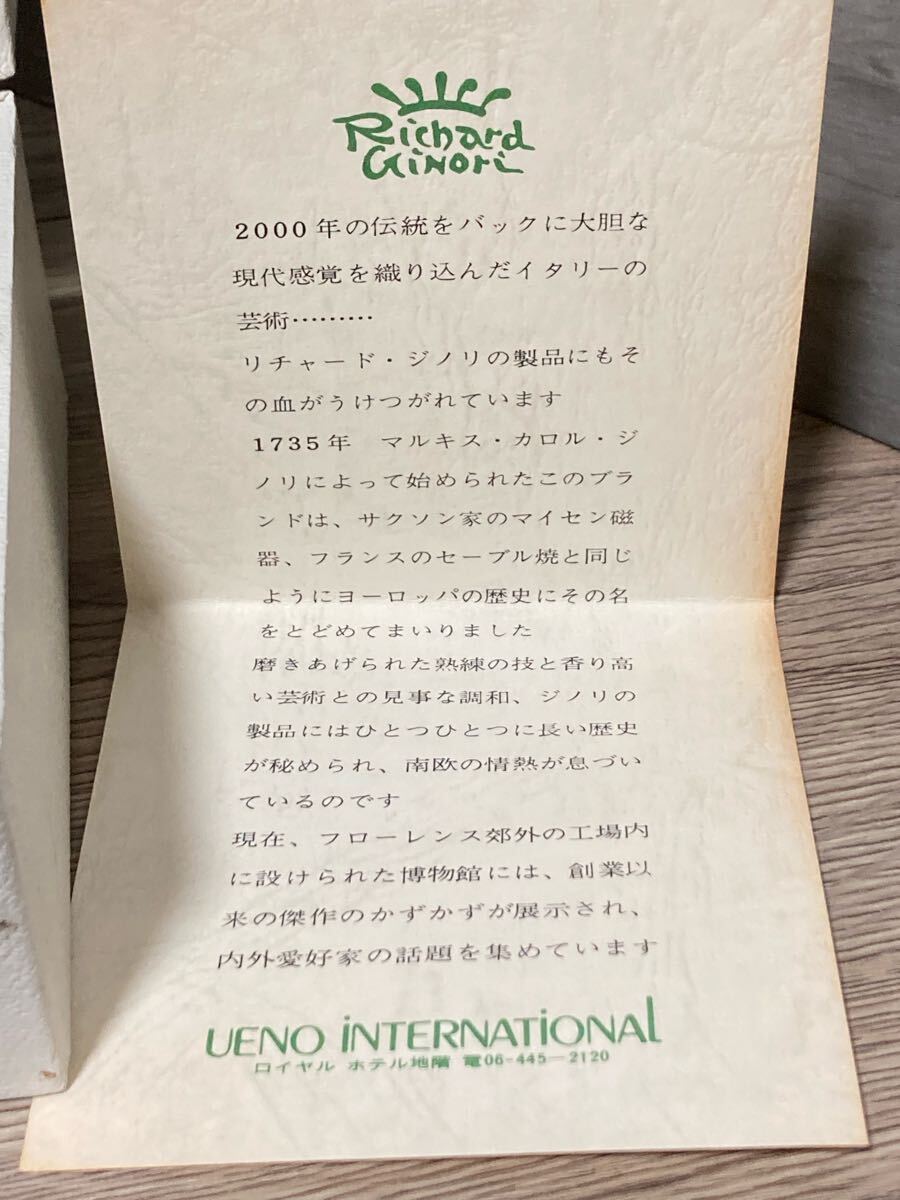 Richard
Ginori
2000年の伝統をバックに大胆な
現代感覚を織り込んだイタリーの
芸術………
リチャード・ジノリの製品にもそ
の血がうけつがれています
1735年 マルキス・カロル・ジ
ノリによって始められたこのブラ
ンドは、サクソン家のマイセン磁
器、フランスのセーブル焼と同じ
ようにヨーロッパの歴史にその名
をとどめてまいりました
磨きあげられた熟練の技と香り高
い芸術との見事な調和、ジノリの
製品にはひとつひとつに長い歴史
が秘められ、南欧の情熱が息づい
ているのです
現在、フローレンス郊外の工場内
に設けられた博物館には、創業以
来の傑作のかずかずが展示され、
内外愛好家の話題を集めています
UENO iNTERNATiONAL
ロイヤル ホテル地階 電06-445-2120